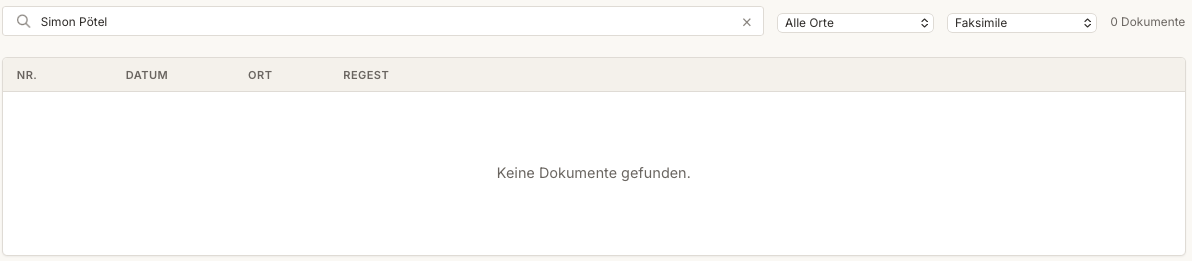 Simon Pötel
Alle Orte
Faksimile
0 Dokumente
NR. DATUM ORT REGEST
Keine Dokumente gefunden.